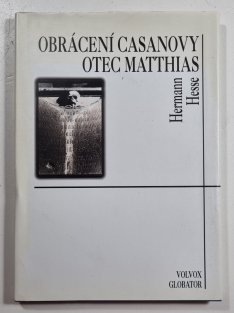 OBRÁCENÍ CASANOVY
OTEC MATTHIAS
Hermann
Hesse
VOLVOX
GLOBATOR